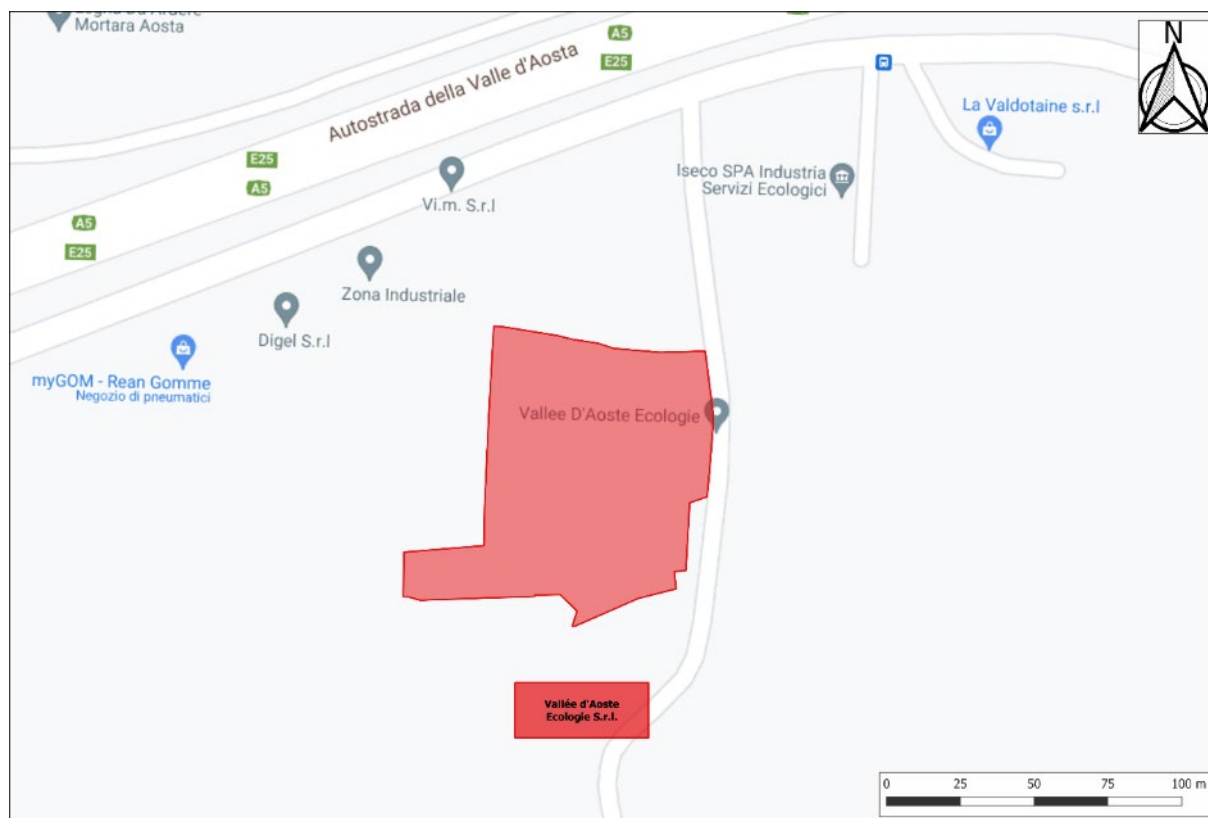 Mortara Aosta
A5
E25
Autostrada della Valle d'Aosta
N
La Valdotaine s.r.l
E25
A5
Iseco SPA Industria
Servizi Ecologici
Vi.m. S.r.l
A5
E25
Zona Industriale
Digel S.r.l
myGOM - Rean Gomme
Negozio di pneumatici
Vallee D'Aoste Ecologie
Vallée d'Aoste
Ecologie S.r.l.
0 25 50 75 100 m